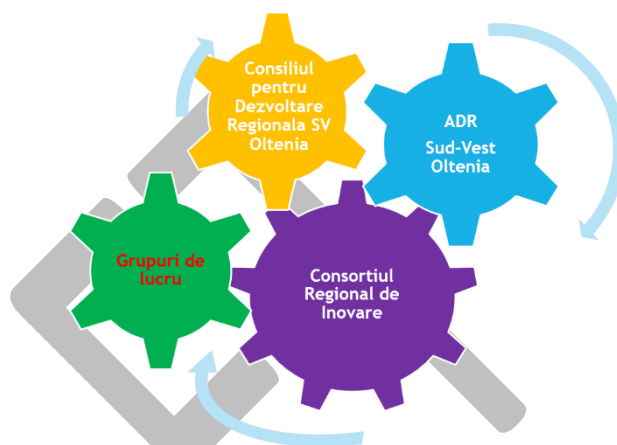 Consiliul
pentru
Dezvoltare
Regionala SV
Oltenia
ADR
Sud-Vest
Oltenia
Grupuri de
lucru
Consortiul
Regional de
Inovare